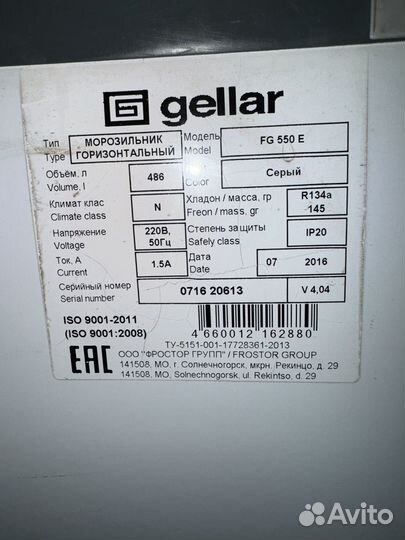 gellar
Тип МОРОЗИЛЬНИК Модель FG 550 E
Type ГОРИЗОНТАЛЬНЫЙ Model
Объём, л 486 Серый
Volume, l Color
Климат класс N Хладон / масса, гр R134a
Climate class Freon / mass, gr 145
Напряжение 220В, Степень защиты IP20
Voltage 50Гц Safely class
Ток, А 1.5А Дата 07 2016
Current Date
Серийный номер 0716 20613 V 4,04
Serial number
ISO 9001-2011
(ISO 9001:2008) 4 660012 162880
ТУ-5151-001-17728361-2013
EAC ООО "ФРОСТОР ГРУПП" / FROSTOR GROUP
141508, МО, г. Солнечногорск, мкрн. Рекинцо, д. 29
141508, MO, Solnechnogorsk, ul. Rekintso, d. 29
Avito